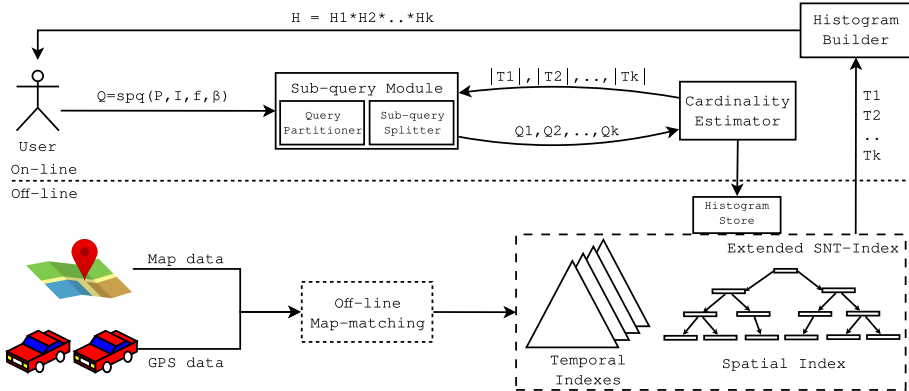 H = H1*H2*..*Hk
Histogram
Builder
|T1|,|T2|,..,|Tk|
Q=spq(P,I,f,β)
Sub-query Module
Query
Partitioner
Sub-query
Splitter
Cardinality
Estimator
Q1,Q2,..,Qk
T1
T2
..
Tk
User
On-line
Off-line
Histogram
Store
Extended SNT-Index
Map data
Off-line
Map-matching
GPS data
Temporal
Indexes
Spatial Index